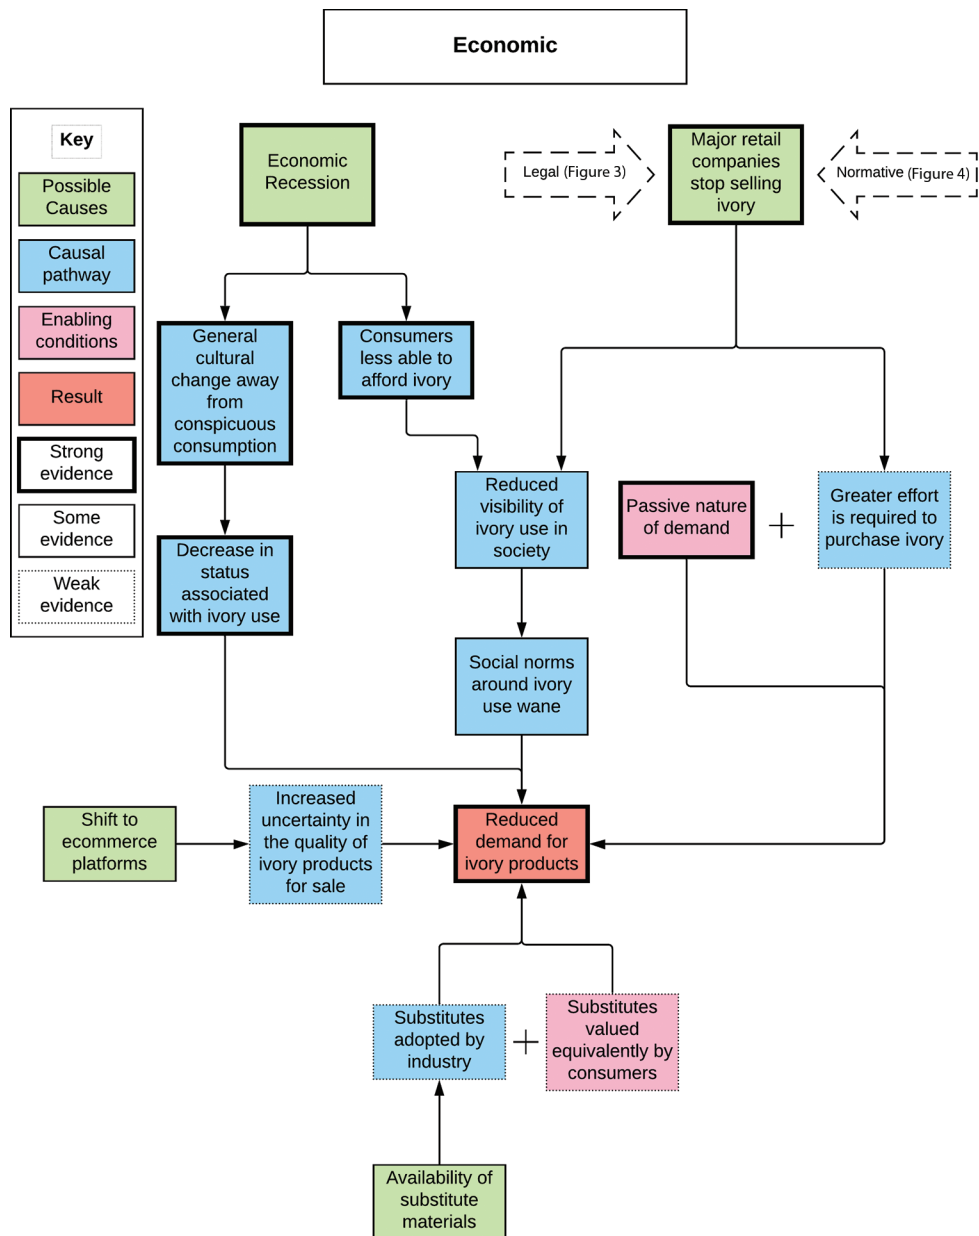 Economic
Key
Possible
Causes
Causal
pathway
Enabling
conditions
Result
Strong
evidence
Some
evidence
Weak
evidence
Economic
Recession
Legal (Figure 3)
Major retail
companies
stop selling
ivory
Normative (Figure 4)
General
cultural
change away
from
conspicuous
consumption
Consumers
less able to
afford ivory
Reduced
visibility of
ivory use in
society
Passive nature
of demand
+
Greater effort
is required to
purchase ivory
Decrease in
status
associated
with ivory use
Social norms
around ivory
use wane
Shift to
ecommerce
platforms
Increased
uncertainty in
the quality of
ivory products
for sale
Reduced
demand for
ivory products
Substitutes
adopted by
industry
+
Substitutes
valued
equivalently by
consumers
Availability of
substitute
materials